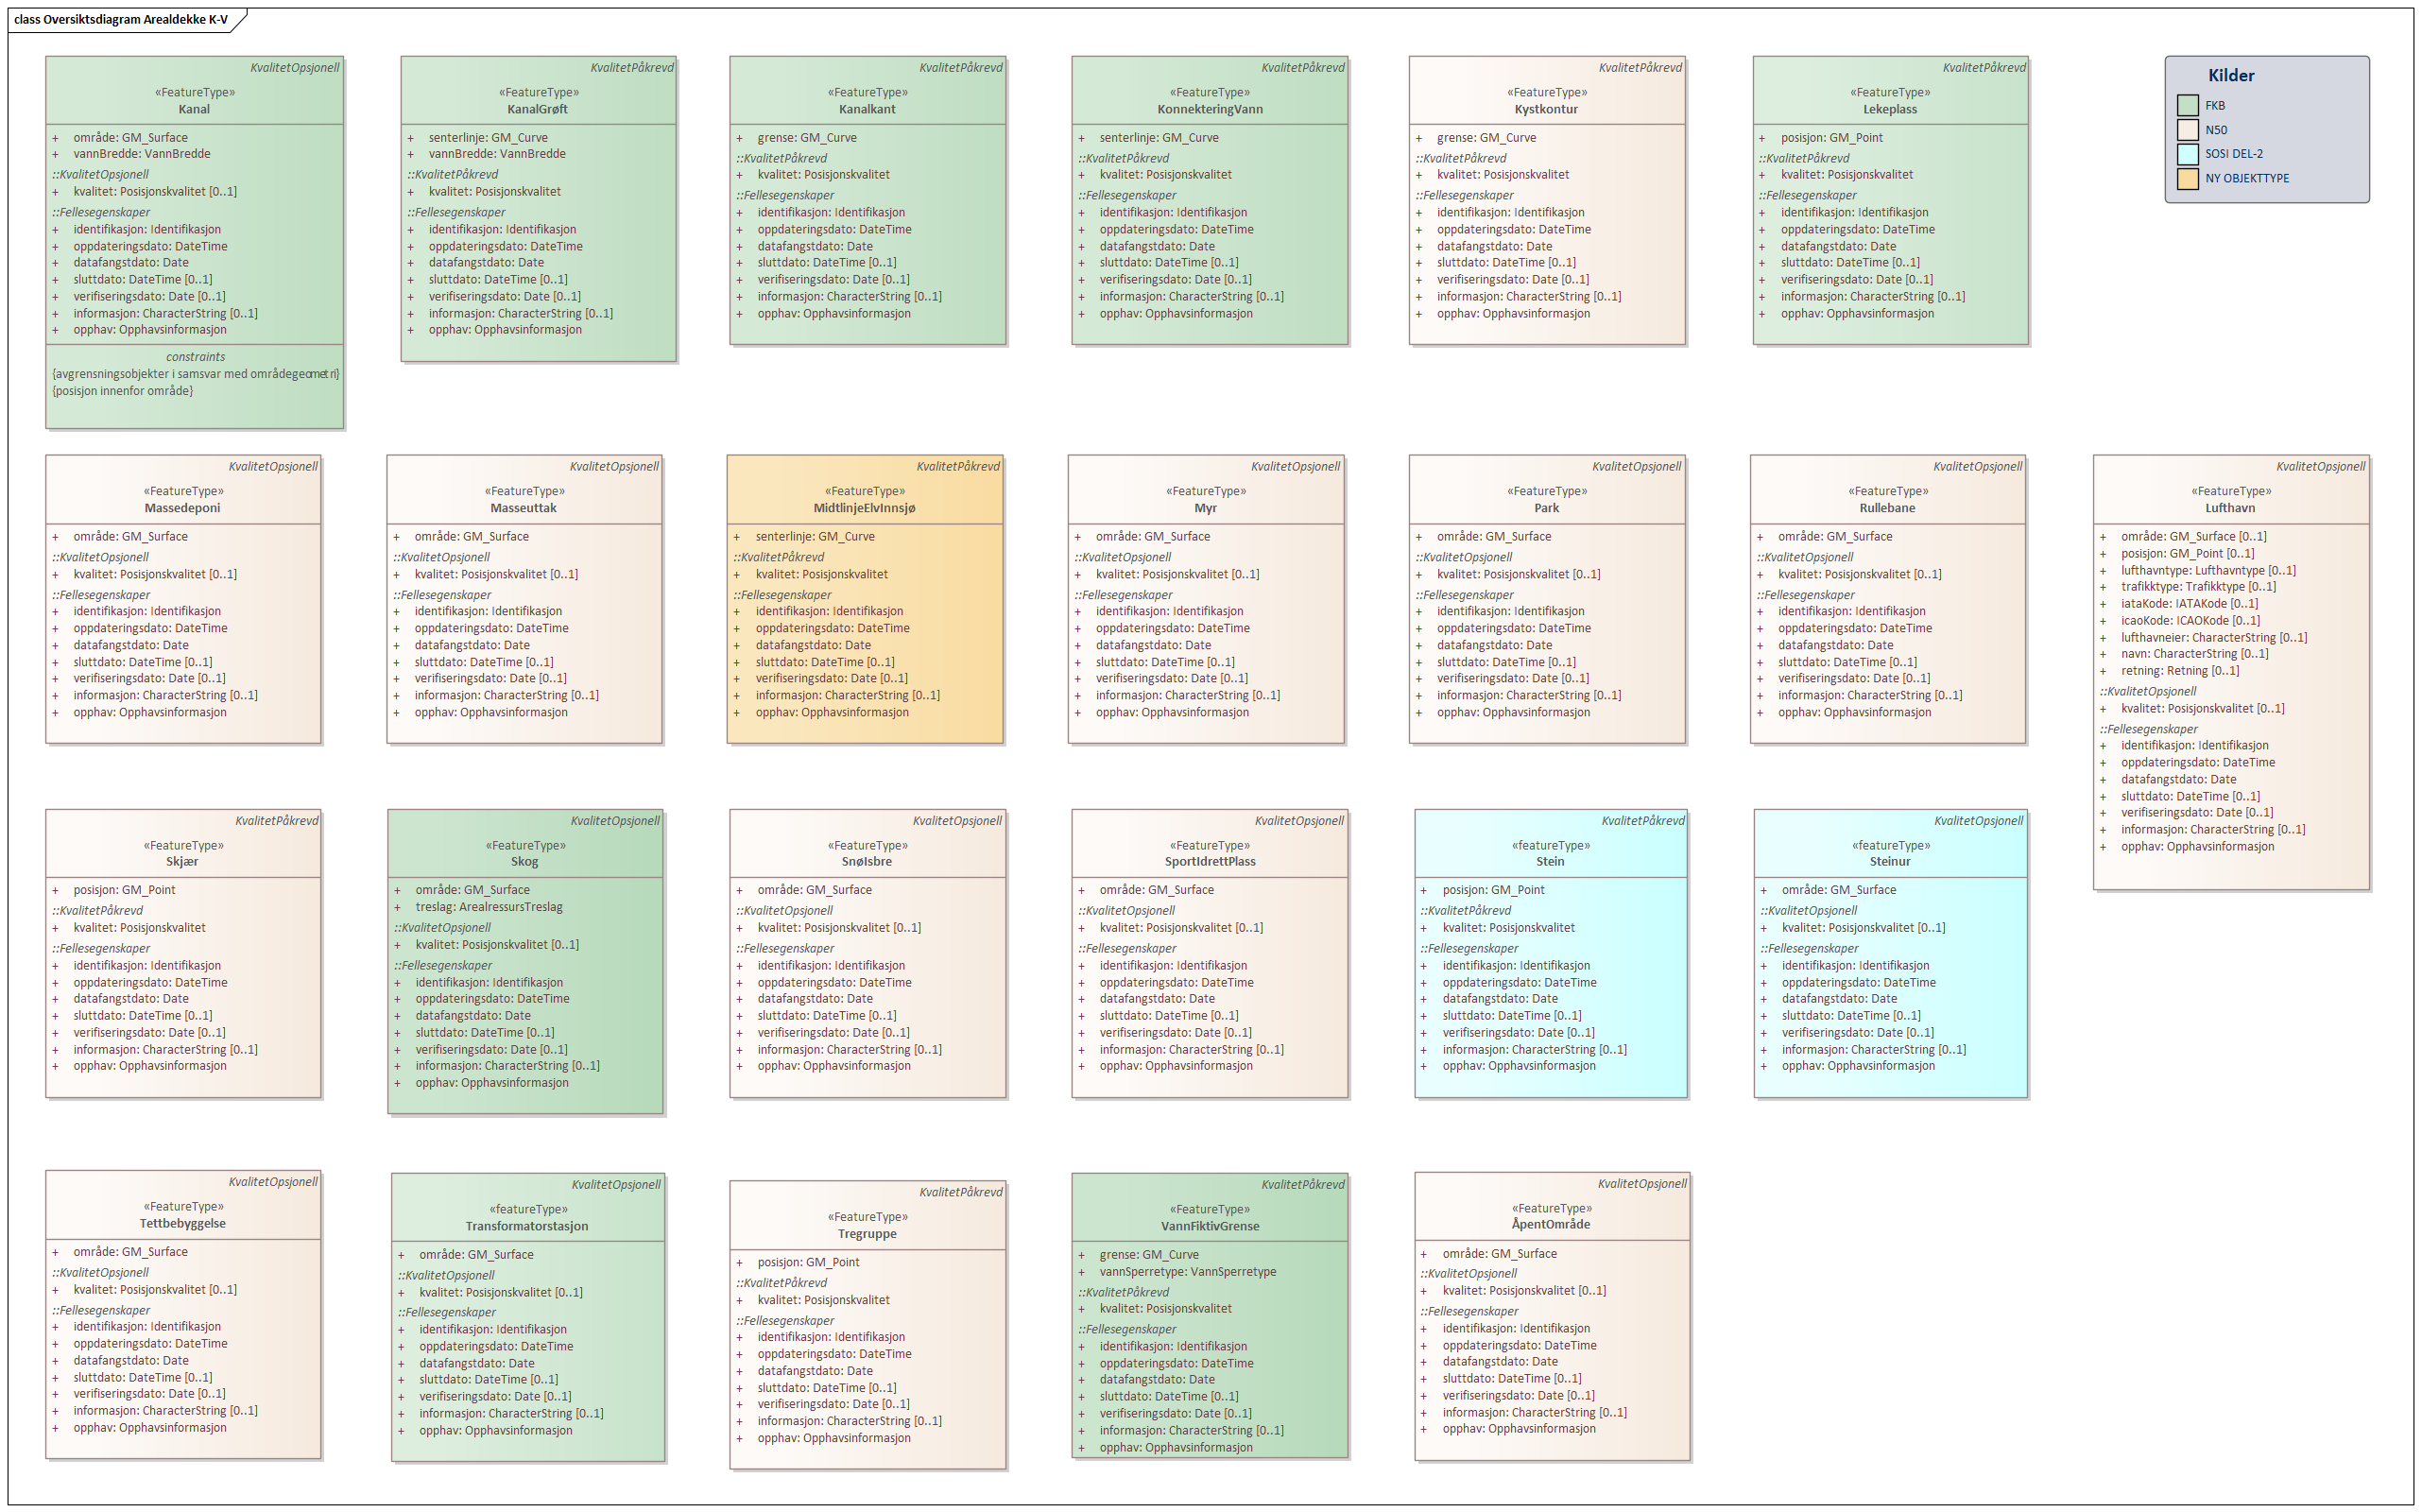 class Oversiktsdiagram Arealdekke K-V
KvalitetOpsjonell
«FeatureType»
Kanal
+ område: GM_Surface
+ vannBredde: VannBredde
::KvalitetOpsjonell
+ kvalitet: Posisjonskvalitet [0..1]
::Fellesegenskaper
+ identifikasjon: Identifikasjon
+ oppdateringsdato: DateTime
+ datafangstdato: Date
+ sluttdato: DateTime [0..1]
+ verifiseringsdato: Date [0..1]
+ informasjon: CharacterString [0..1]
+ opphav: Opphavsinformasjon
constraints
{avgrensningsobjekter i samsvar med områdegeometri}
{posisjon innenfor område}
KvalitetPåkrevd
«FeatureType»
KanalGrøft
+ senterlinje: GM_Curve
+ vannBredde: VannBredde
::KvalitetPåkrevd
+ kvalitet: Posisjonskvalitet
::Fellesegenskaper
+ identifikasjon: Identifikasjon
+ oppdateringsdato: DateTime
+ datafangstdato: Date
+ sluttdato: DateTime [0..1]
+ verifiseringsdato: Date [0..1]
+ informasjon: CharacterString [0..1]
+ opphav: Opphavsinformasjon
KvalitetPåkrevd
«FeatureType»
Kanalkant
+ grense: GM_Curve
::KvalitetPåkrevd
+ kvalitet: Posisjonskvalitet
::Fellesegenskaper
+ identifikasjon: Identifikasjon
+ oppdateringsdato: DateTime
+ datafangstdato: Date
+ sluttdato: DateTime [0..1]
+ verifiseringsdato: Date [0..1]
+ informasjon: CharacterString [0..1]
+ opphav: Opphavsinformasjon
KvalitetPåkrevd
«FeatureType»
KonnekteringVann
+ senterlinje: GM_Curve
::KvalitetPåkrevd
+ kvalitet: Posisjonskvalitet
::Fellesegenskaper
+ identifikasjon: Identifikasjon
+ oppdateringsdato: DateTime
+ datafangstdato: Date
+ sluttdato: DateTime [0..1]
+ verifiseringsdato: Date [0..1]
+ informasjon: CharacterString [0..1]
+ opphav: Opphavsinformasjon
KvalitetPåkrevd
«FeatureType»
Kystkontur
+ grense: GM_Curve
::KvalitetPåkrevd
+ kvalitet: Posisjonskvalitet
::Fellesegenskaper
+ identifikasjon: Identifikasjon
+ oppdateringsdato: DateTime
+ datafangstdato: Date
+ sluttdato: DateTime [0..1]
+ verifiseringsdato: Date [0..1]
+ informasjon: CharacterString [0..1]
+ opphav: Opphavsinformasjon
KvalitetPåkrevd
«FeatureType»
Lekeplass
+ posisjon: GM_Point
::KvalitetPåkrevd
+ kvalitet: Posisjonskvalitet
::Fellesegenskaper
+ identifikasjon: Identifikasjon
+ oppdateringsdato: DateTime
+ datafangstdato: Date
+ sluttdato: DateTime [0..1]
+ verifiseringsdato: Date [0..1]
+ informasjon: CharacterString [0..1]
+ opphav: Opphavsinformasjon
Kilder
FKB
N50
SOSI DEL-2
NY OBJEKTTYPE
KvalitetOpsjonell
«FeatureType»
Massedeponi
+ område: GM_Surface
::KvalitetOpsjonell
+ kvalitet: Posisjonskvalitet [0..1]
::Fellesegenskaper
+ identifikasjon: Identifikasjon
+ oppdateringsdato: DateTime
+ datafangstdato: Date
+ sluttdato: DateTime [0..1]
+ verifiseringsdato: Date [0..1]
+ informasjon: CharacterString [0..1]
+ opphav: Opphavsinformasjon
KvalitetOpsjonell
«FeatureType»
Masseuttak
+ område: GM_Surface
::KvalitetOpsjonell
+ kvalitet: Posisjonskvalitet [0..1]
::Fellesegenskaper
+ identifikasjon: Identifikasjon
+ oppdateringsdato: DateTime
+ datafangstdato: Date
+ sluttdato: DateTime [0..1]
+ verifiseringsdato: Date [0..1]
+ informasjon: CharacterString [0..1]
+ opphav: Opphavsinformasjon
KvalitetPåkrevd
«FeatureType»
MidtlinjeElvInnsjø
+ senterlinje: GM_Curve
::KvalitetPåkrevd
+ kvalitet: Posisjonskvalitet
::Fellesegenskaper
+ identifikasjon: Identifikasjon
+ oppdateringsdato: DateTime
+ datafangstdato: Date
+ sluttdato: DateTime [0..1]
+ verifiseringsdato: Date [0..1]
+ informasjon: CharacterString [0..1]
+ opphav: Opphavsinformasjon
KvalitetOpsjonell
«FeatureType»
Myr
+ område: GM_Surface
::KvalitetOpsjonell
+ kvalitet: Posisjonskvalitet [0..1]
::Fellesegenskaper
+ identifikasjon: Identifikasjon
+ oppdateringsdato: DateTime
+ datafangstdato: Date
+ sluttdato: DateTime [0..1]
+ verifiseringsdato: Date [0..1]
+ informasjon: CharacterString [0..1]
+ opphav: Opphavsinformasjon
KvalitetOpsjonell
«FeatureType»
Park
+ område: GM_Surface
::KvalitetOpsjonell
+ kvalitet: Posisjonskvalitet [0..1]
::Fellesegenskaper
+ identifikasjon: Identifikasjon
+ oppdateringsdato: DateTime
+ datafangstdato: Date
+ sluttdato: DateTime [0..1]
+ verifiseringsdato: Date [0..1]
+ informasjon: CharacterString [0..1]
+ opphav: Opphavsinformasjon
KvalitetOpsjonell
«FeatureType»
Rullebane
+ område: GM_Surface
::KvalitetOpsjonell
+ kvalitet: Posisjonskvalitet [0..1]
::Fellesegenskaper
+ identifikasjon: Identifikasjon
+ oppdateringsdato: DateTime
+ datafangstdato: Date
+ sluttdato: DateTime [0..1]
+ verifiseringsdato: Date [0..1]
+ informasjon: CharacterString [0..1]
+ opphav: Opphavsinformasjon
KvalitetOpsjonell
«FeatureType»
Lufthavn
+ område: GM_Surface [0..1]
+ posisjon: GM_Point [0..1]
+ lufthavntype: Lufthavntype [0..1]
+ trafikktype: Trafikktype [0..1]
+ iataKode: IATAKode [0..1]
+ icaoKode: ICAOKode [0..1]
+ lufthavneier: CharacterString [0..1]
+ navn: CharacterString [0..1]
+ retning: Retning [0..1]
::KvalitetOpsjonell
+ kvalitet: Posisjonskvalitet [0..1]
::Fellesegenskaper
+ identifikasjon: Identifikasjon
+ oppdateringsdato: DateTime
+ datafangstdato: Date
+ sluttdato: DateTime [0..1]
+ verifiseringsdato: Date [0..1]
+ informasjon: CharacterString [0..1]
+ opphav: Opphavsinformasjon
KvalitetPåkrevd
«FeatureType»
Skjær
+ posisjon: GM_Point
::KvalitetPåkrevd
+ kvalitet: Posisjonskvalitet
::Fellesegenskaper
+ identifikasjon: Identifikasjon
+ oppdateringsdato: DateTime
+ datafangstdato: Date
+ sluttdato: DateTime [0..1]
+ verifiseringsdato: Date [0..1]
+ informasjon: CharacterString [0..1]
+ opphav: Opphavsinformasjon
KvalitetOpsjonell
«FeatureType»
Skog
+ område: GM_Surface
+ treslag: ArealressursTreslag
::KvalitetOpsjonell
+ kvalitet: Posisjonskvalitet [0..1]
::Fellesegenskaper
+ identifikasjon: Identifikasjon
+ oppdateringsdato: DateTime
+ datafangstdato: Date
+ sluttdato: DateTime [0..1]
+ verifiseringsdato: Date [0..1]
+ informasjon: CharacterString [0..1]
+ opphav: Opphavsinformasjon
KvalitetOpsjonell
«FeatureType»
SnøIsbre
+ område: GM_Surface
::KvalitetOpsjonell
+ kvalitet: Posisjonskvalitet [0..1]
::Fellesegenskaper
+ identifikasjon: Identifikasjon
+ oppdateringsdato: DateTime
+ datafangstdato: Date
+ sluttdato: DateTime [0..1]
+ verifiseringsdato: Date [0..1]
+ informasjon: CharacterString [0..1]
+ opphav: Opphavsinformasjon
KvalitetOpsjonell
«FeatureType»
SportIdrettPlass
+ område: GM_Surface
::KvalitetOpsjonell
+ kvalitet: Posisjonskvalitet [0..1]
::Fellesegenskaper
+ identifikasjon: Identifikasjon
+ oppdateringsdato: DateTime
+ datafangstdato: Date
+ sluttdato: DateTime [0..1]
+ verifiseringsdato: Date [0..1]
+ informasjon: CharacterString [0..1]
+ opphav: Opphavsinformasjon
KvalitetPåkrevd
«featureType»
Stein
+ posisjon: GM_Point
::KvalitetPåkrevd
+ kvalitet: Posisjonskvalitet
::Fellesegenskaper
+ identifikasjon: Identifikasjon
+ oppdateringsdato: DateTime
+ datafangstdato: Date
+ sluttdato: DateTime [0..1]
+ verifiseringsdato: Date [0..1]
+ informasjon: CharacterString [0..1]
+ opphav: Opphavsinformasjon
KvalitetOpsjonell
«featureType»
Steinur
+ område: GM_Surface
::KvalitetOpsjonell
+ kvalitet: Posisjonskvalitet [0..1]
::Fellesegenskaper
+ identifikasjon: Identifikasjon
+ oppdateringsdato: DateTime
+ datafangstdato: Date
+ sluttdato: DateTime [0..1]
+ verifiseringsdato: Date [0..1]
+ informasjon: CharacterString [0..1]
+ opphav: Opphavsinformasjon
KvalitetOpsjonell
«FeatureType»
Tettbebyggelse
+ område: GM_Surface
::KvalitetOpsjonell
+ kvalitet: Posisjonskvalitet [0..1]
::Fellesegenskaper
+ identifikasjon: Identifikasjon
+ oppdateringsdato: DateTime
+ datafangstdato: Date
+ sluttdato: DateTime [0..1]
+ verifiseringsdato: Date [0..1]
+ informasjon: CharacterString [0..1]
+ opphav: Opphavsinformasjon
KvalitetOpsjonell
«featureType»
Transformatorstasjon
+ område: GM_Surface
::KvalitetOpsjonell
+ kvalitet: Posisjonskvalitet [0..1]
::Fellesegenskaper
+ identifikasjon: Identifikasjon
+ oppdateringsdato: DateTime
+ datafangstdato: Date
+ sluttdato: DateTime [0..1]
+ verifiseringsdato: Date [0..1]
+ informasjon: CharacterString [0..1]
+ opphav: Opphavsinformasjon
KvalitetPåkrevd
«FeatureType»
Tregruppe
+ posisjon: GM_Point
::KvalitetPåkrevd
+ kvalitet: Posisjonskvalitet
::Fellesegenskaper
+ identifikasjon: Identifikasjon
+ oppdateringsdato: DateTime
+ datafangstdato: Date
+ sluttdato: DateTime [0..1]
+ verifiseringsdato: Date [0..1]
+ informasjon: CharacterString [0..1]
+ opphav: Opphavsinformasjon
KvalitetPåkrevd
«FeatureType»
VannFiktivGrense
+ grense: GM_Curve
+ vannSperretype: VannSperretype
::KvalitetPåkrevd
+ kvalitet: Posisjonskvalitet
::Fellesegenskaper
+ identifikasjon: Identifikasjon
+ oppdateringsdato: DateTime
+ datafangstdato: Date
+ sluttdato: DateTime [0..1]
+ verifiseringsdato: Date [0..1]
+ informasjon: CharacterString [0..1]
+ opphav: Opphavsinformasjon
KvalitetOpsjonell
«FeatureType»
ÅpentOmråde
+ område: GM_Surface
::KvalitetOpsjonell
+ kvalitet: Posisjonskvalitet [0..1]
::Fellesegenskaper
+ identifikasjon: Identifikasjon
+ oppdateringsdato: DateTime
+ datafangstdato: Date
+ sluttdato: DateTime [0..1]
+ verifiseringsdato: Date [0..1]
+ informasjon: CharacterString [0..1]
+ opphav: Opphavsinformasjon